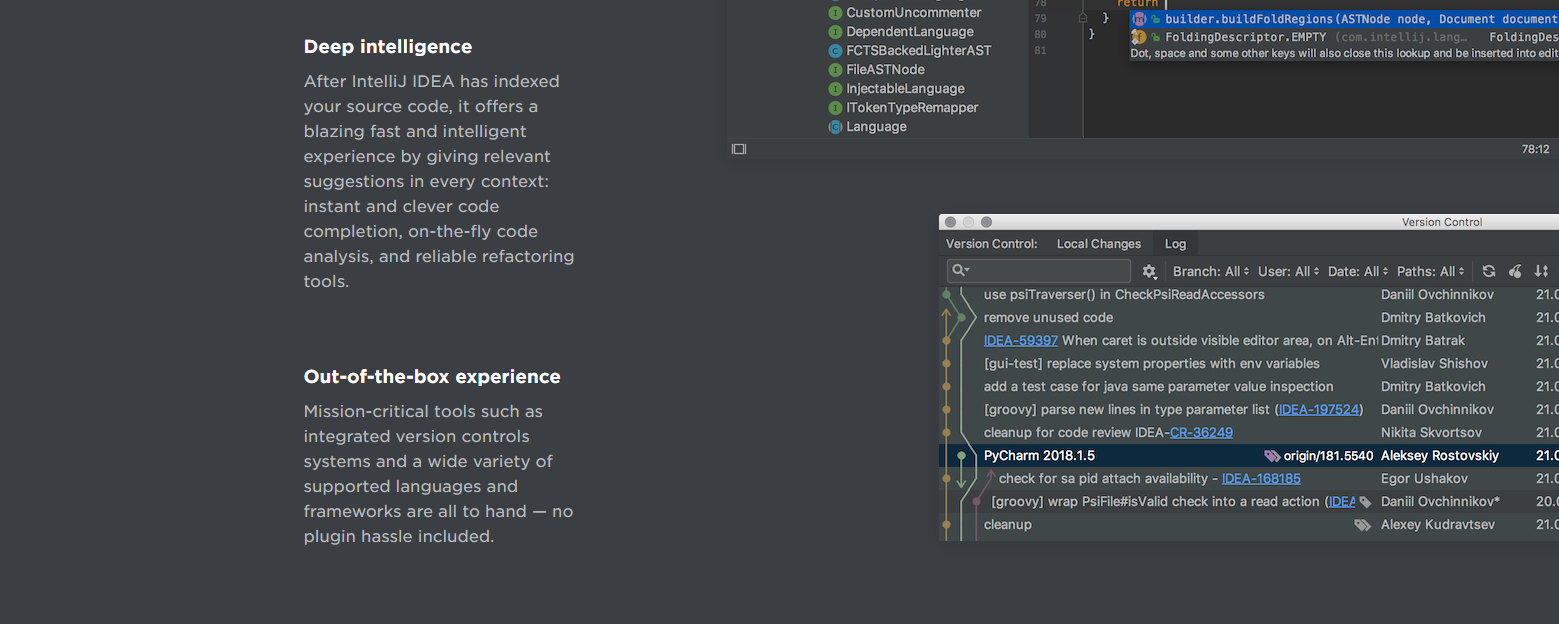 Deep intelligence
After IntelliJ IDEA has indexed
your source code, it offers a
blazing fast and intelligent
experience by giving relevant
suggestions in every context:
instant and clever code
completion, on-the-fly code
analysis, and reliable refactoring
tools.
Out-of-the-box experience
Mission-critical tools such as
integrated version controls
systems and a wide variety of
supported languages and
frameworks are all to hand — no
plugin hassle included.
CustomUncommenter
DependentLanguage
FCTSBackedLighterAST
FileASTNode
InjectableLanguage
ITokenTypeRemapper
Language
78 return
79 }
80 }
81
builder.buildFoldRegions(ASTNode node, Document document
FoldingDescriptor.EMPTY (com.intellij.lang… FoldingDes
Dot, space and some other keys will also close this lookup and be inserted into edit
78:12
Version Control
Version Control: Local Changes Log
Branch: All User: All Date: All Paths: All
use psiTraverser() in CheckPsiReadAccessors Daniil Ovchinnikov 21.0
remove unused code Dmitry Batkovich 21.0
IDEA-59397 When caret is outside visible editor area, on Alt-Ent Dmitry Batrak 21.0
[gui-test] replace system properties with env variables Vladislav Shishov 21.0
add a test case for java same parameter value inspection Dmitry Batkovich 21.0
[groovy] parse new lines in type parameter list (IDEA-197524) Daniil Ovchinnikov 21.0
cleanup for code review IDEA-CR-36249 Nikita Skvortsov 21.0
PyCharm 2018.1.5 origin/181.5540 Aleksey Rostovskiy 21.0
check for sa pid attach availability - IDEA-168185 Egor Ushakov 21.0
[groovy] wrap PsiFile#isValid check into a read action (IDEA Daniil Ovchinnikov* 20.0
cleanup Alexey Kudravtsev 21.0